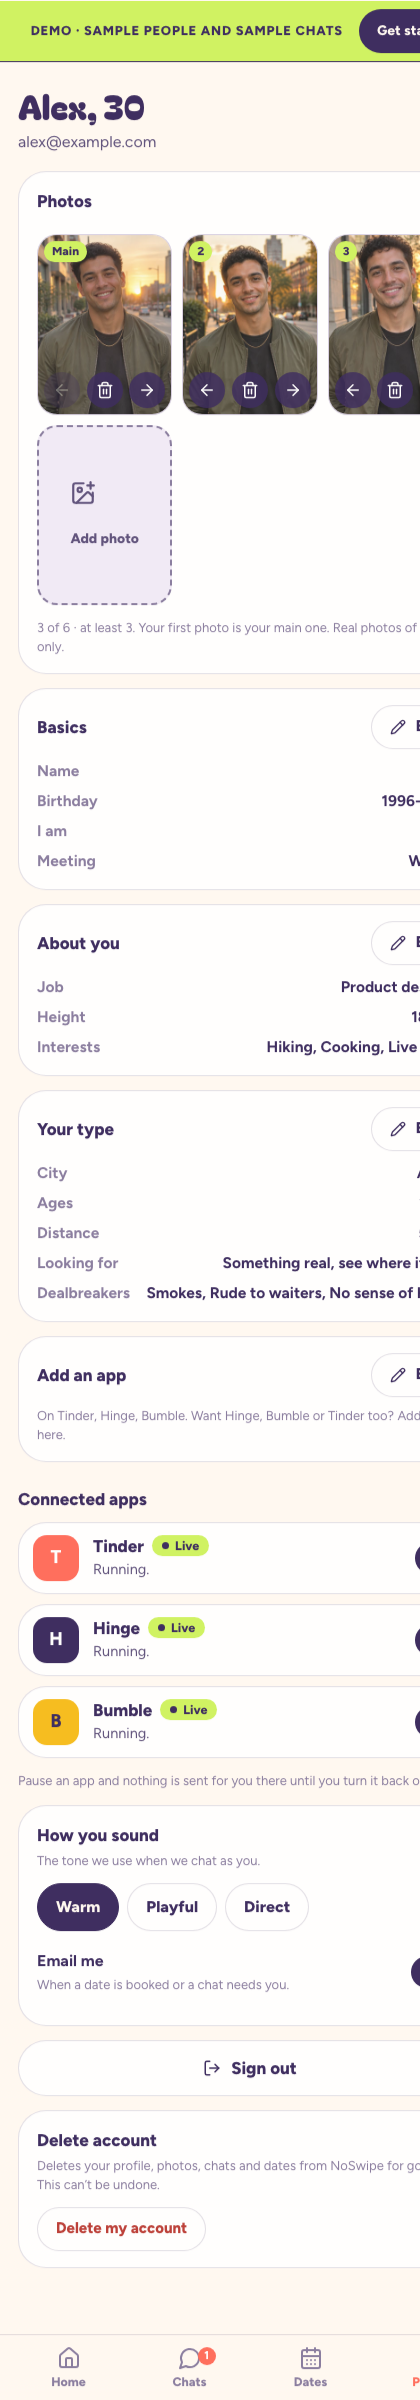 DEMO · SAMPLE PEOPLE AND SAMPLE CHATS
Get sta
Alex, 30
alex@example.com
Photos
Main
2
3
Add photo
3 of 6 · at least 3. Your first photo is your main one. Real photos of
only.
Basics
Name
Birthday 1996-
I am
Meeting W
About you
Job Product de
Height 18
Interests Hiking, Cooking, Live
Your type
City
Ages
Distance
Looking for Something real, see where i
Dealbreakers Smokes, Rude to waiters, No sense of
Add an app
On Tinder, Hinge, Bumble. Want Hinge, Bumble or Tinder too? Add
here.
Connected apps
T Tinder Live
Running.
H Hinge Live
Running.
B Bumble Live
Running.
Pause an app and nothing is sent for you there until you turn it back o
How you sound
The tone we use when we chat as you.
Warm Playful Direct
Email me
When a date is booked or a chat needs you.
Sign out
Delete account
Deletes your profile, photos, chats and dates from NoSwipe for go
This can’t be undone.
Delete my account
1
Home Chats Dates P